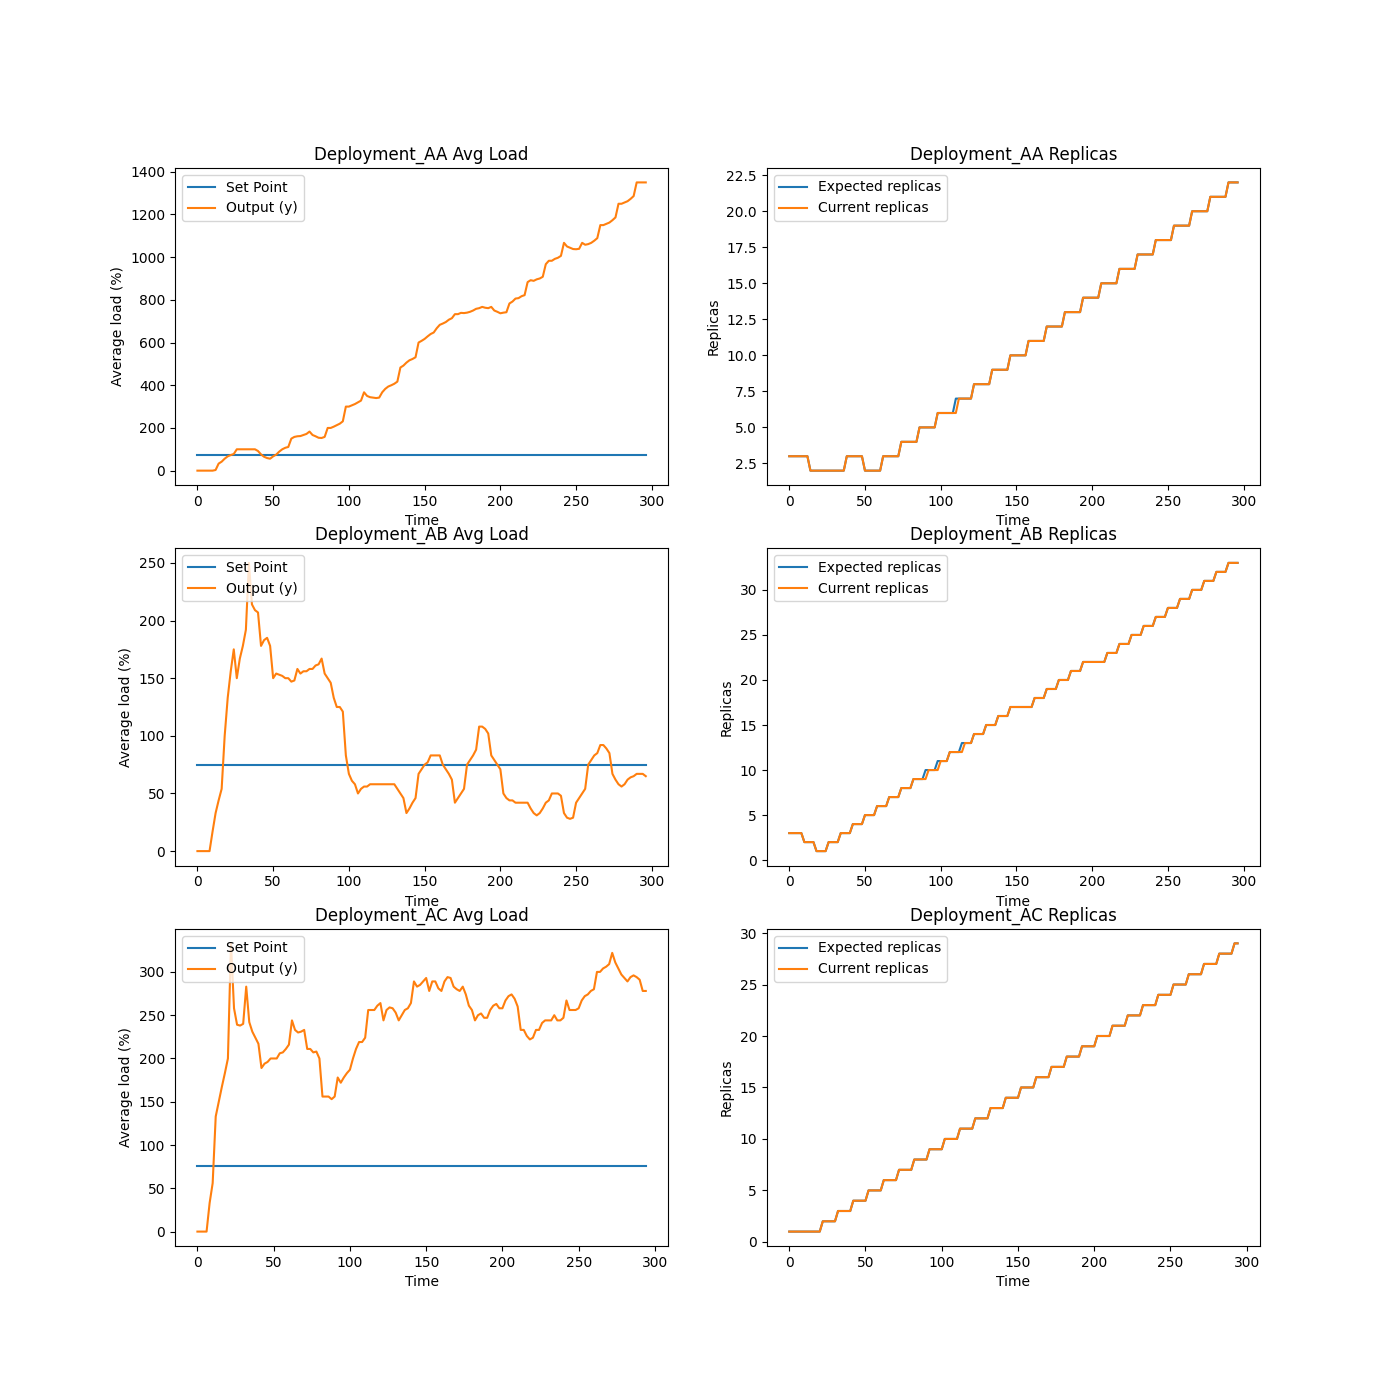 Deployment_AA Avg Load
1400
1200
1000
800
600
400
200
0
Average load (%)
Set Point
Output (y)
0 50 100 150 200 250 300
Time
Deployment_AA Replicas
22.5
20.0
17.5
15.0
12.5
10.0
7.5
5.0
2.5
Replicas
Expected replicas
Current replicas
0 50 100 150 200 250 300
Time
Deployment_AB Avg Load
250
200
150
100
50
0
Average load (%)
Set Point
Output (y)
0 50 100 150 200 250 300
Time
Deployment_AB Replicas
30
25
20
15
10
5
0
Replicas
Expected replicas
Current replicas
0 50 100 150 200 250 300
Time
Deployment_AC Avg Load
300
250
200
150
100
50
0
Average load (%)
Set Point
Output (y)
0 50 100 150 200 250 300
Time
Deployment_AC Replicas
30
25
20
15
10
5
0
Replicas
Expected replicas
Current replicas
0 50 100 150 200 250 300
Time